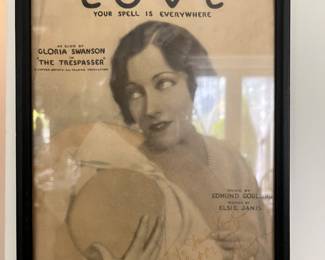 LOVE
YOUR SPELL IS EVERYWHERE
AS SUNG BY
GLORIA SWANSON
IN
"THE TRESPASSER"
MUSIC BY
EDMUND GOULDING
WORDS BY
ELSIE JANIS